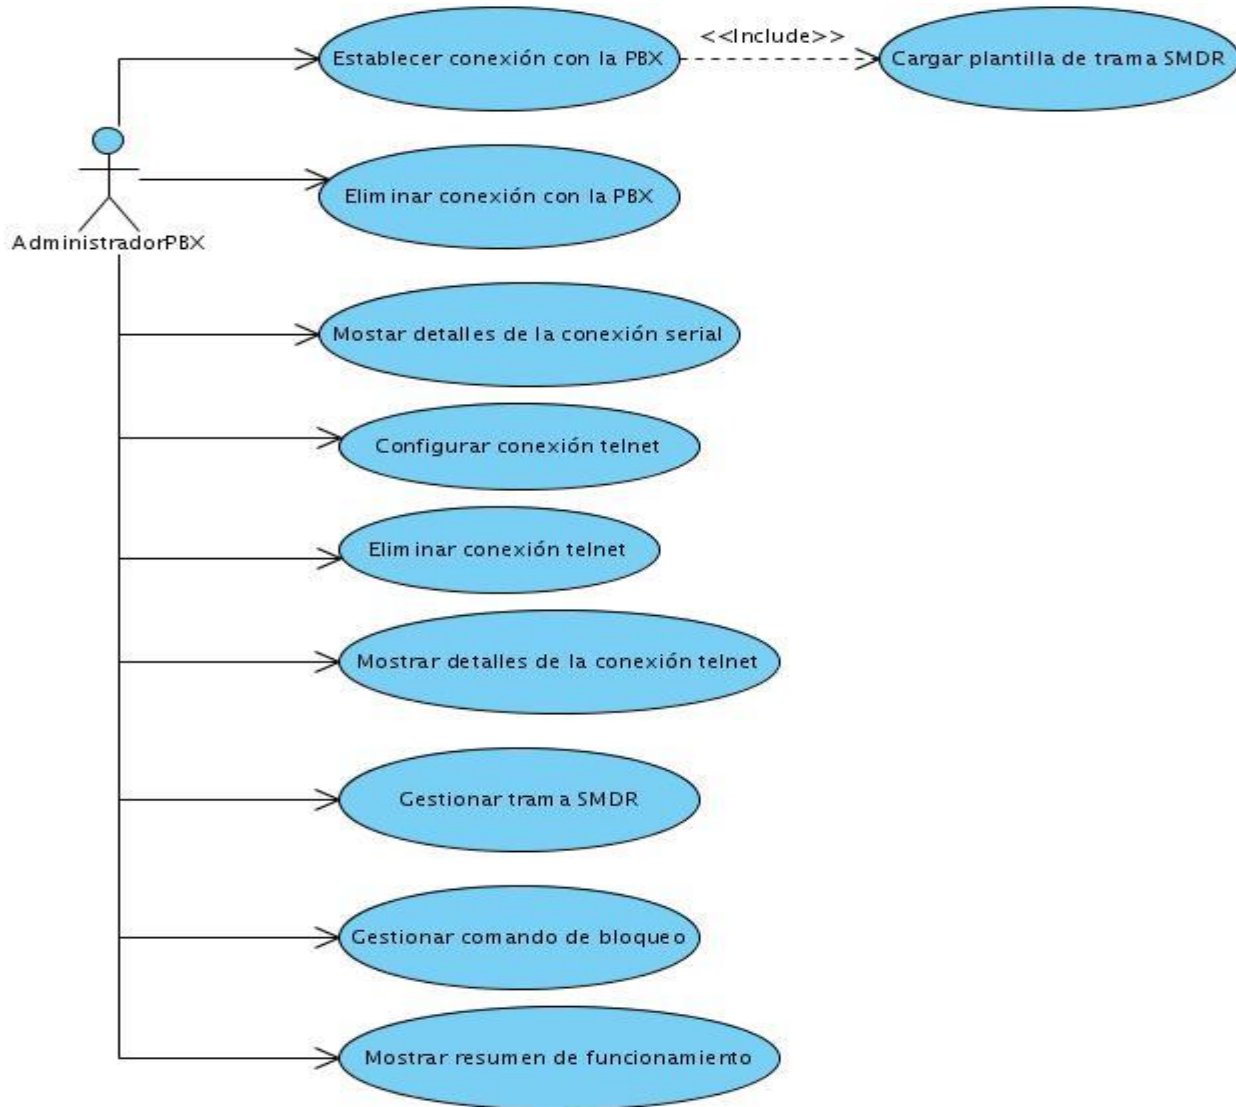 <<Include>>
Establecer conexión con la PBX
Cargar plantilla de trama SMDR
Eliminar conexión con la PBX
AdministradorPBX
Mostar detalles de la conexión serial
Configurar conexión telnet
Eliminar conexión telnet
Mostrar detalles de la conexión telnet
Gestionar trama SMDR
Gestionar comando de bloqueo
Mostrar resumen de funcionamiento